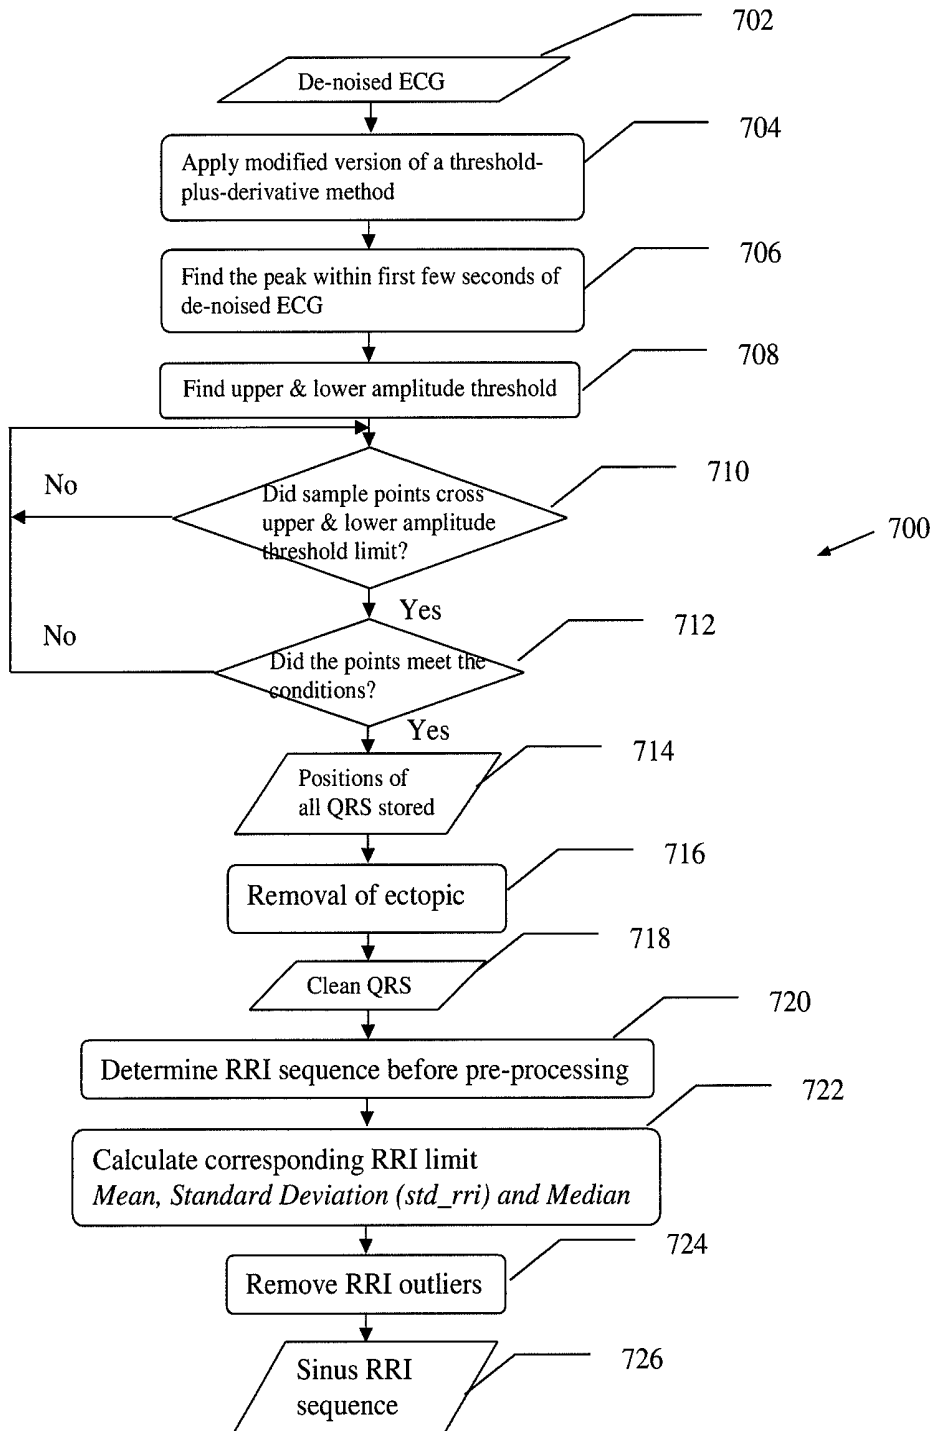 702
De-noised ECG
704
Apply modified version of a threshold-
plus-derivative method
706
Find the peak within first few seconds of
de-noised ECG
708
Find upper & lower amplitude threshold
710
No
Did sample points cross
upper & lower amplitude
threshold limit?
700
Yes
712
No
Did the points meet the
conditions?
Yes
714
Positions of
all QRS stored
716
Removal of ectopic
718
Clean QRS
720
Determine RRI sequence before pre-processing
722
Calculate corresponding RRI limit
Mean, Standard Deviation (std_rri) and Median
724
Remove RRI outliers
726
Sinus RRI
sequence